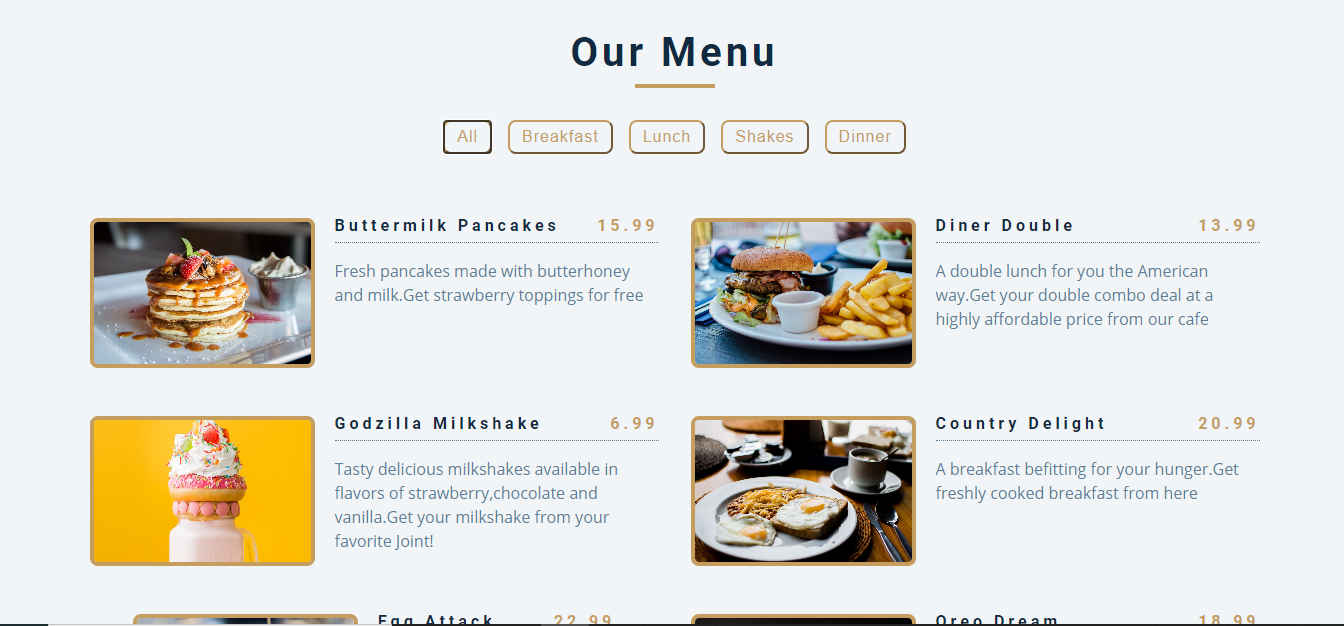 Our Menu
All Breakfast Lunch Shakes Dinner
Buttermilk Pancakes 15.99
Fresh pancakes made with butterhoney
and milk.Get strawberry toppings for free
Diner Double 13.99
A double lunch for you the American
way.Get your double combo deal at a
highly affordable price from our cafe
Godzilla Milkshake 6.99
Tasty delicious milkshakes available in
flavors of strawberry,chocolate and
vanilla.Get your milkshake from your
favorite Joint!
Country Delight 20.99
A breakfast befitting for your hunger.Get
freshly cooked breakfast from here
Egg Attack 22.99
Oreo Dream 18.99